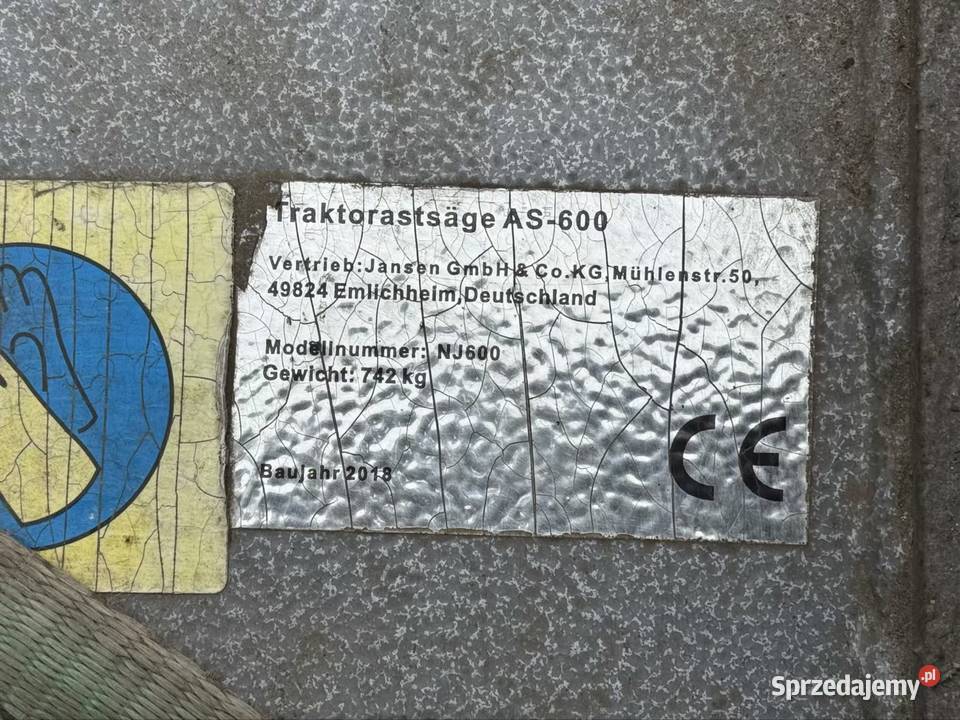 Traktorastsäge AS-600
Vertrieb:Jansen GmbH & Co.KG,Mühlenstr.50,
49824 Emlichheim,Deutschland
Modellnummer: NJ600
Gewicht: 742 kg
Baujahr 2018
CE
Sprzedajemy.pl